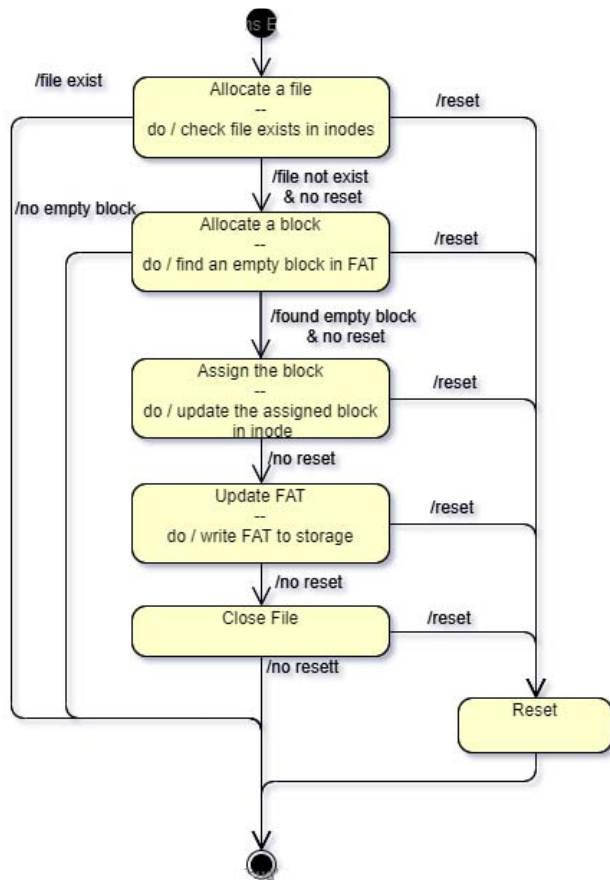 /file exist
Allocate a file
--
do / check file exists in inodes
/reset
/file not exist
& no reset
/no empty block
Allocate a block
--
do / find an empty block in FAT
/reset
/found empty block
& no reset
Assign the block
--
do / update the assigned block
in inode
/reset
/no reset
Update FAT
--
do / write FAT to storage
/reset
/no reset
Close File
/reset
/no resett
Reset